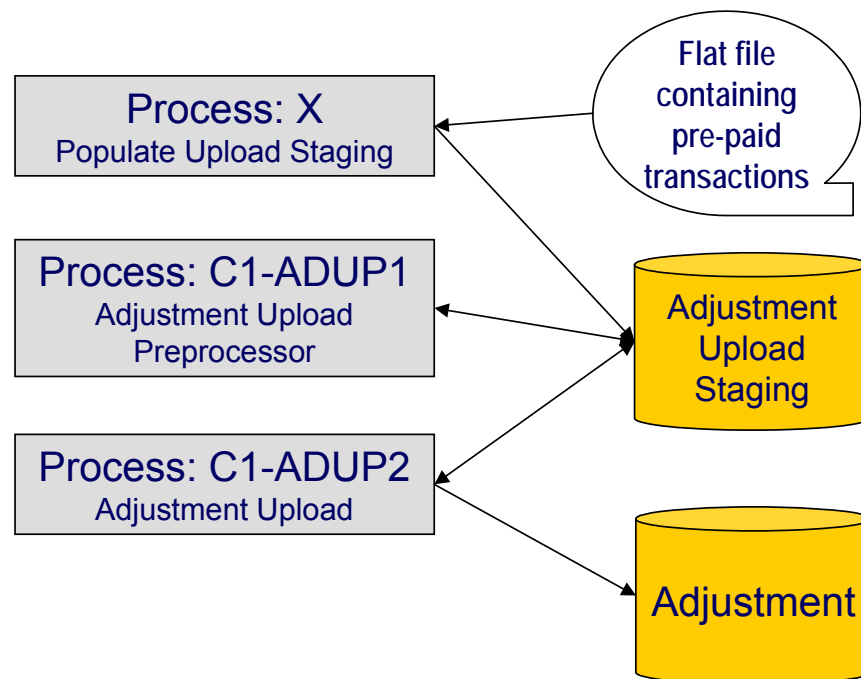 Process: X
Populate Upload Staging
Flat file
containing
pre-paid
transactions
Process: C1-ADUP1
Adjustment Upload
Preprocessor
Adjustment
Upload
Staging
Process: C1-ADUP2
Adjustment Upload
Adjustment